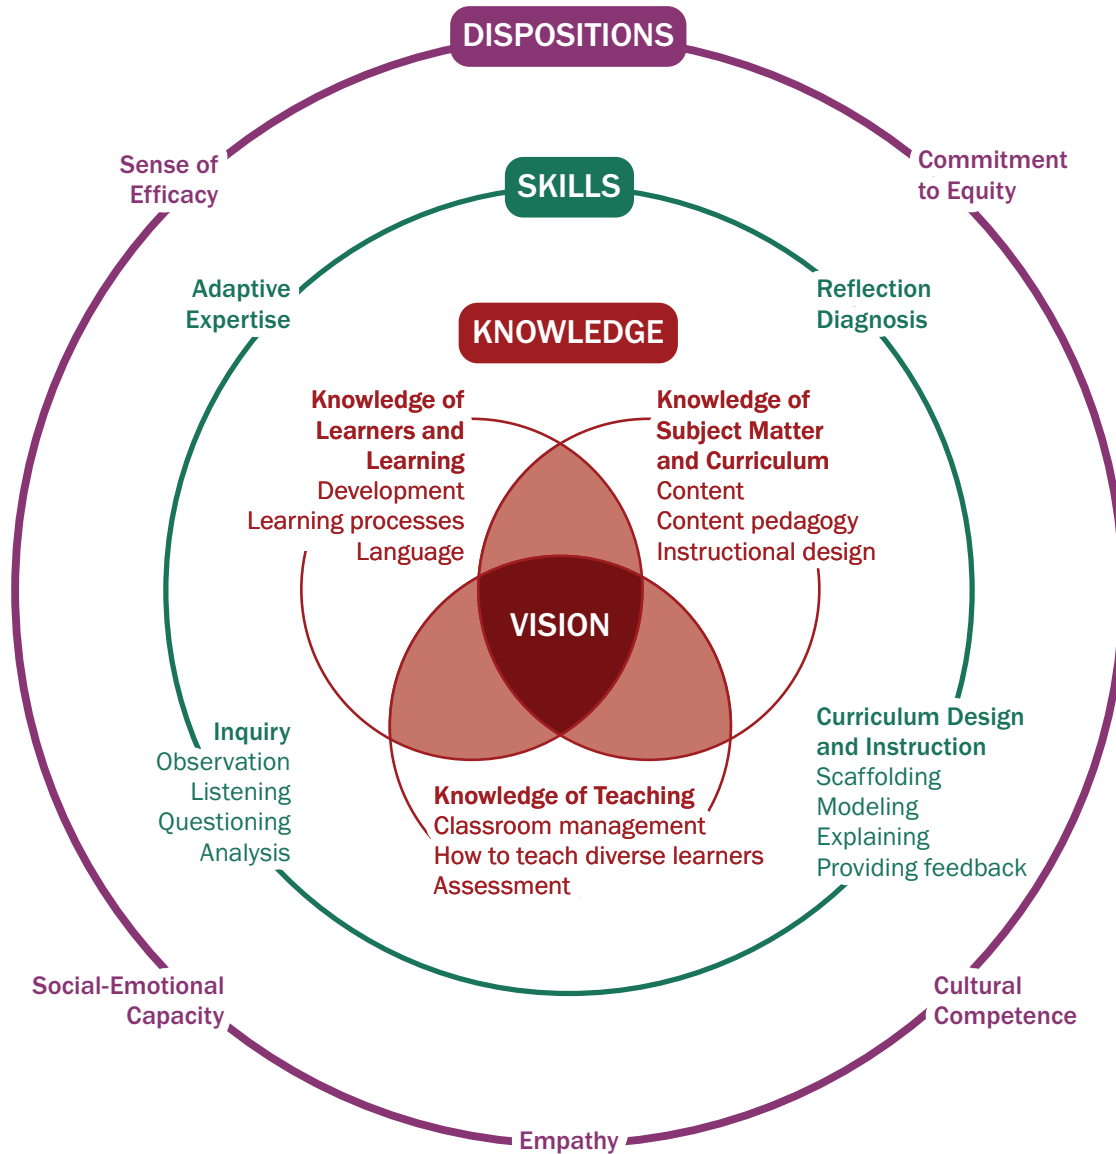 DISPOSITIONS
Sense of
Efficacy
Commitment
to Equity
SKILLS
Adaptive
Expertise
Reflection
Diagnosis
KNOWLEDGE
Knowledge of
Learners and
Learning
Development
Learning processes
Language
Knowledge of
Subject Matter
and Curriculum
Content
Content pedagogy
Instructional design
VISION
Inquiry
Observation
Listening
Questioning
Analysis
Knowledge of Teaching
Classroom management
How to teach diverse learners
Assessment
Curriculum Design
and Instruction
Scaffolding
Modeling
Explaining
Providing feedback
Social-Emotional
Capacity
Cultural
Competence
Empathy